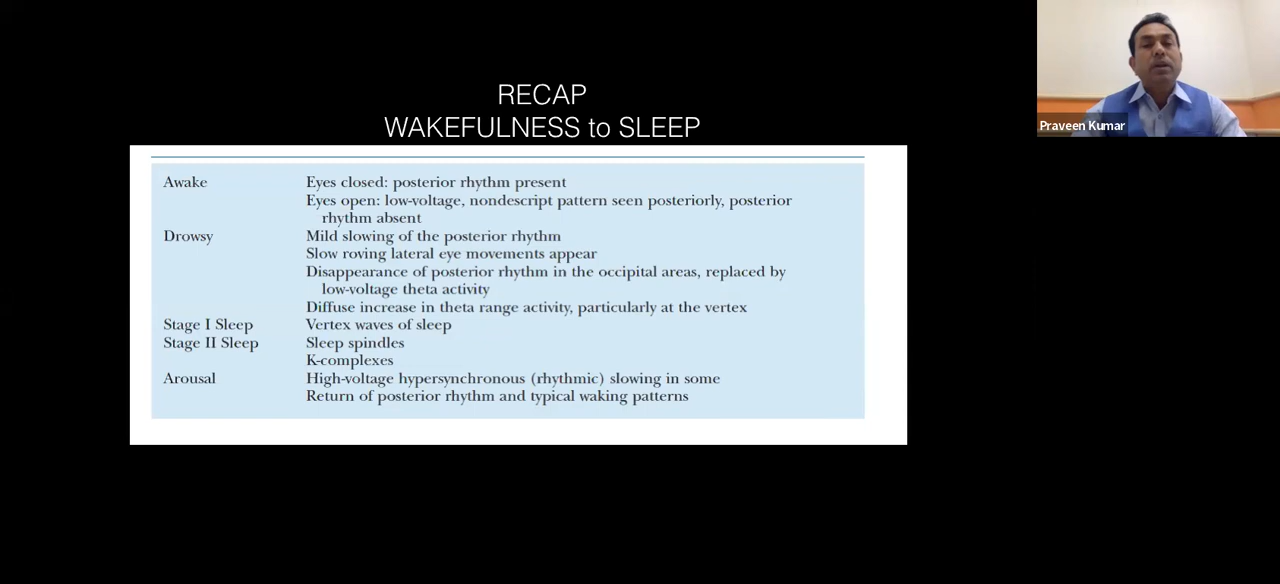 RECAP
WAKEFULNESS to SLEEP
Praveen Kumar
Awake Eyes closed: posterior rhythm present
Eyes open: low-voltage, nondescript pattern seen posteriorly, posterior
rhythm absent
Drowsy Mild slowing of the posterior rhythm
Slow roving lateral eye movements appear
Disappearance of posterior rhythm in the occipital areas, replaced by
low-voltage theta activity
Diffuse increase in theta range activity, particularly at the vertex
Stage I Sleep Vertex waves of sleep
Stage II Sleep Sleep spindles
K-complexes
Arousal High-voltage hypersynchronous (rhythmic) slowing in some
Return of posterior rhythm and typical waking patterns